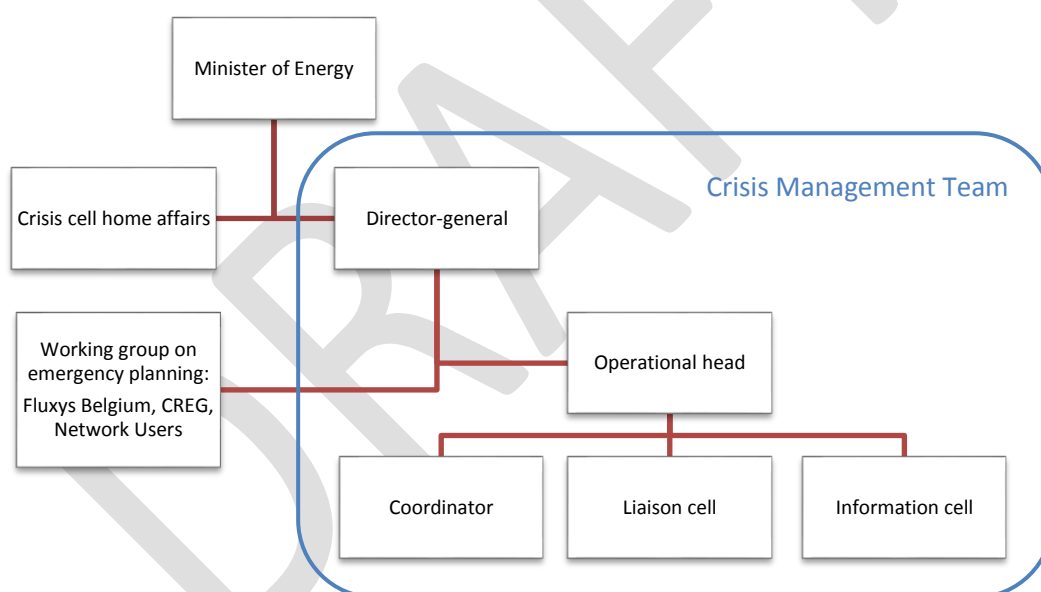 Minister of Energy
Crisis Management Team
Crisis cell home affairs
Director-general
Working group on
emergency planning:
Fluxys Belgium, CREG,
Network Users
Operational head
Coordinator
Liaison cell
Information cell
DRAFT